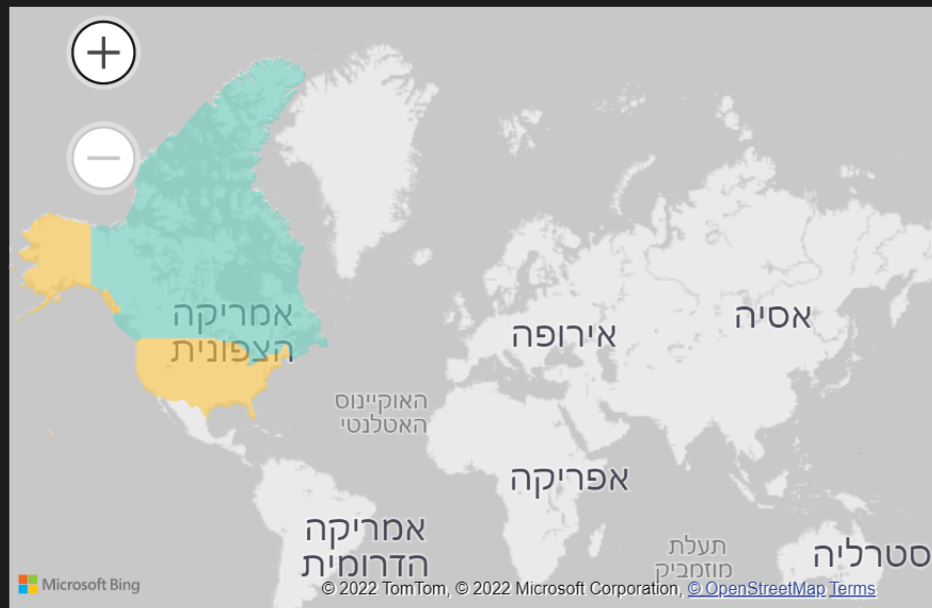 אמריקה
הצפונית
אירופה
אסיה
האוקיינוס
האטלנטי
אפריקה
אמריקה
הדרומית
תעלת
מוזמביק
סטרליה
Microsoft Bing
© 2022 TomTom, © 2022 Microsoft Corporation, © OpenStreetMap Terms